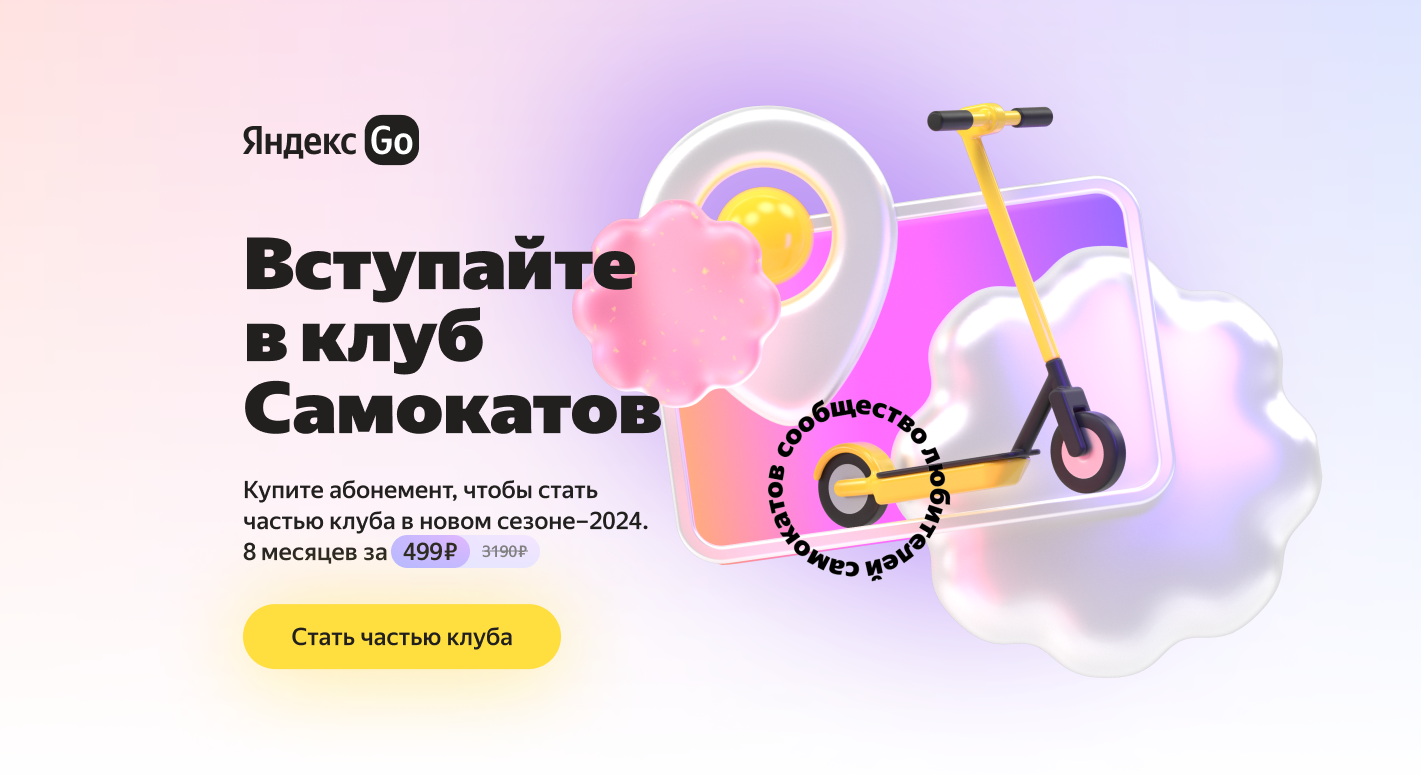 Яндекс Go
Вступайте
в клуб
Самокатов
Купите абонемент, чтобы стать
частью клуба в новом сезоне–2024.
8 месяцев за 499₽ 3190₽
Стать частью клуба
сообщество любителей самокатов